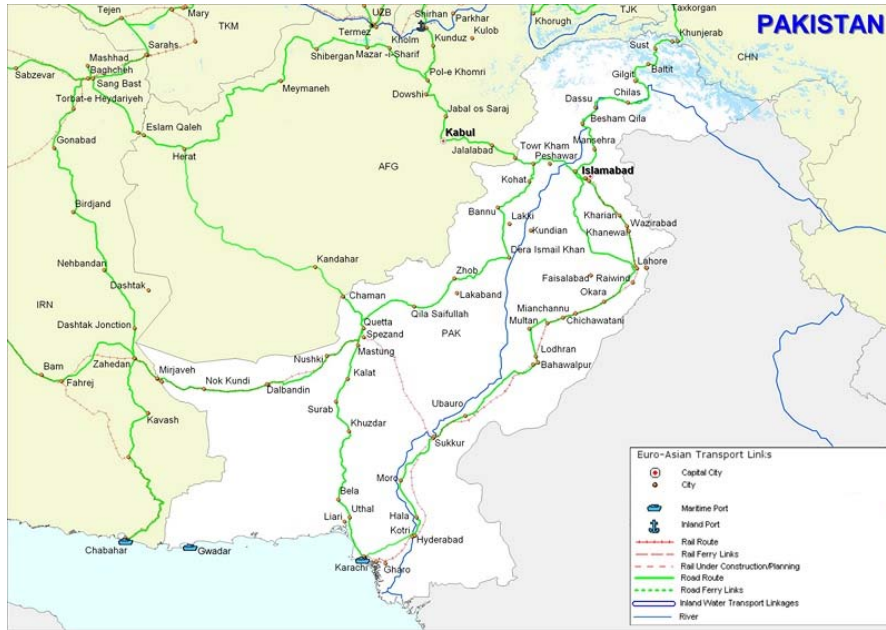 PAKISTAN
Tejen
Mary
TKM
UZB
Termez
Shirhan
Parkhar
Kulob
Khorugh
TJK
Taxkorgan
Khunjerab
CHN
Sarahs
Mashhad
Baghcheh
Sabzevar
Sang Bast
Torbat-e Heydariyeh
Kholm
Kunduz
Shibergan
Mazar -i-Sharif
Pol-e Khomri
Meymaneh
Dowshi
Sust
Baltit
Gilgit
Chilas
Dassu
Besham Qila
Jabal os Saraj
Kabul
Eslam Qaleh
Gonabad
Herat
AFG
Jalalabad
Towr Kham
Peshawar
Mansehra
Islamabad
Kohat
Birdjand
Bannu
Lakki
Kundian
Kharian
Wazirabad
Khanewal
Dera Ismail Khan
Nehbandan
Kandahar
Zhob
Faisalabad
Raiwind
Lahore
Dashtak
Chaman
Lakaband
Okara
IRN
Qila Saifullah
Mianchannu
Dashtak Jonction
Quetta
Spezand
PAK
Multan
Chichawatani
Mastung
Nushki
Lodhran
Bam
Zahedan
Mirjaveh
Fahrej
Nok Kundi
Dalbandin
Kalat
Bahawalpur
Surab
Ubauro
Kavash
Khuzdar
Sukkur
Moro
Bela
Uthal
Liari
Hala
Kotri
Hyderabad
Chabahar
Gwadar
Karachi
Gharo
Euro-Asian Transport Links
Capital City
City
Maritime Port
Inland Port
Rail Route
Rail Ferry Links
Rail Under Construction/Planning
Road Route
Road Ferry Links
Inland Water Transport Linkages
River